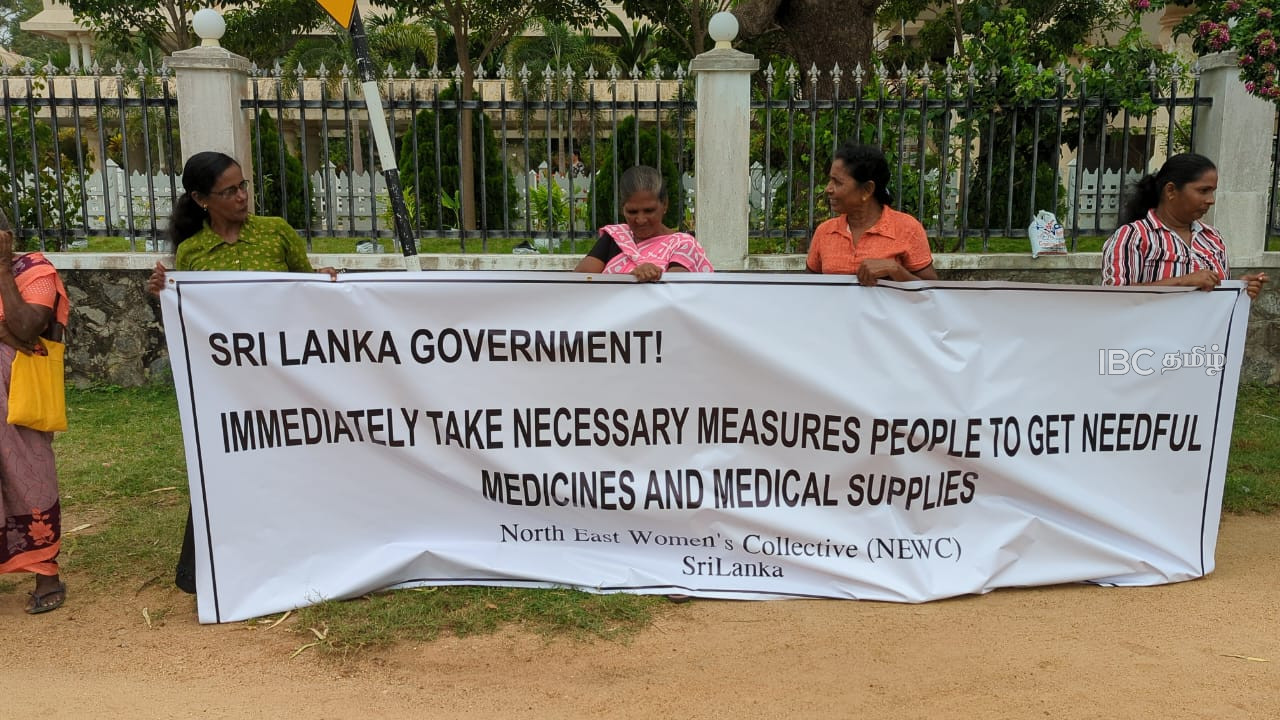 SRI LANKA GOVERNMENT!
IBC தமிழ்
IMMEDIATELY TAKE NECESSARY MEASURES PEOPLE TO GET NEEDFUL
MEDICINES AND MEDICAL SUPPLIES
North East Women's Collective (NEWC)
SriLanka